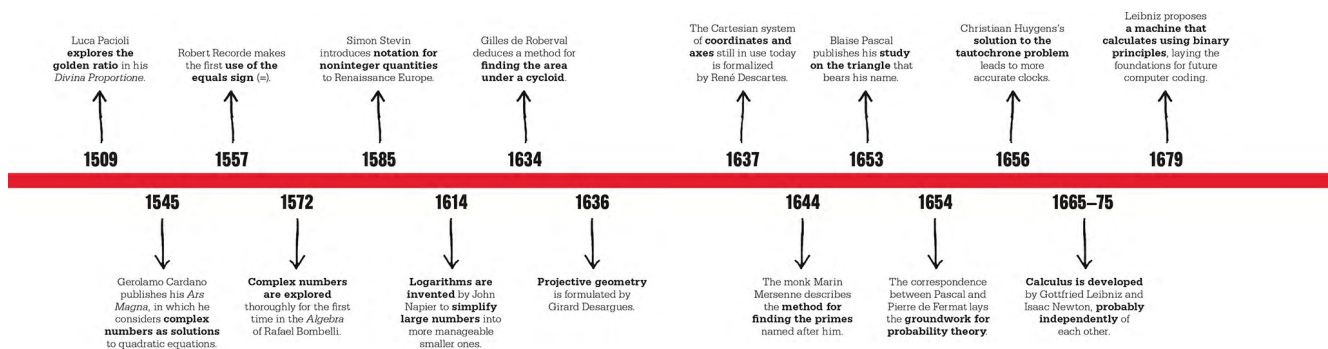 Luca Pacioli
explores the
golden ratio in his
Divina Proportione.
1509
Robert Recorde makes
the first use of the
equals sign (=).
1557
Simon Stevin
introduces notation for
noninteger quantities
to Renaissance Europe.
1585
Gilles de Roberval
deduces a method for
finding the area
under a cycloid.
1634
The Cartesian system
of coordinates and
axes still in use today
is formalized
by René Descartes.
1637
Blaise Pascal
publishes his study
on the triangle that
bears his name.
1653
Christiaan Huygens's
solution to the
tautochrone problem
leads to more
accurate clocks.
1656
Leibniz proposes
a machine that
calculates using binary
principles, laying the
foundations for future
computer coding.
1679
1545
Gerolamo Cardano
publishes his Ars
Magna, in which he
considers complex
numbers as solutions
to quadratic equations.
1572
Complex numbers
are explored
thoroughly for the first
time in the Algebra
of Rafael Bombelli.
1614
Logarithms are
invented by John
Napier to simplify
large numbers into
more manageable
smaller ones.
1636
Projective geometry
is formulated by
Girard Desargues.
1644
The monk Marin
Mersenne describes
the method for
finding the primes
named after him.
1654
The correspondence
between Pascal and
Pierre de Fermat lays
the groundwork for
probability theory.
1665–75
Calculus is developed
by Gottfried Leibniz and
Isaac Newton, probably
independently of
each other.